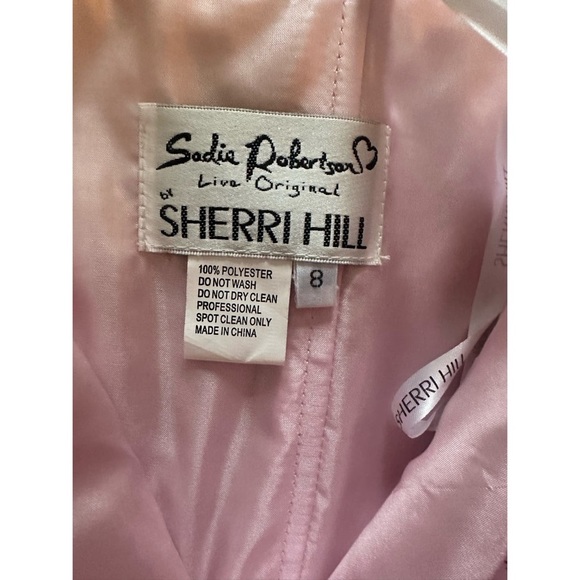 Sadie Robertson
Live Original
BY
SHERRI HILL
100% POLYESTER
DO NOT WASH
DO NOT DRY CLEAN
PROFESSIONAL
SPOT CLEAN ONLY
MADE IN CHINA
8
SHERRI HILL